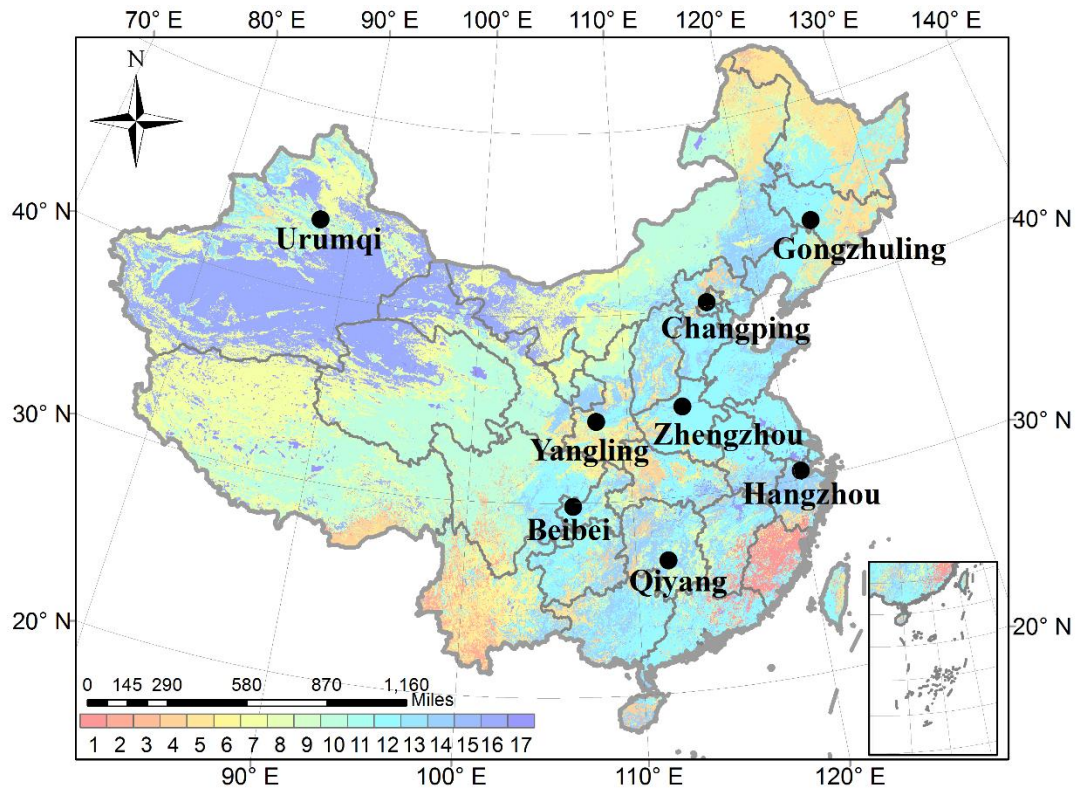 70° E 80° E 90° E 100° E 110° E 120° E 130° E 140° E
N
40° N
40° N
Urumqi
Gongzhuling
Changping
30° N
30° N
Yangling
Zhengzhou
Hangzhou
Beibei
Qiyang
20° N
20° N
0 145 290 580 870 1,160
Miles
1 2 3 4 5 6 7 8 9 10 11 12 13 14 15 16 17
90° E 100° E 110° E 120° E